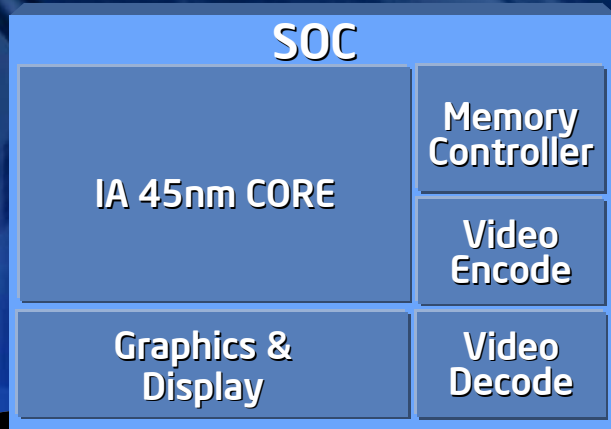 SOC
IA 45nm CORE
Memory
Controller
Video
Encode
Graphics &
Display
Video
Decode